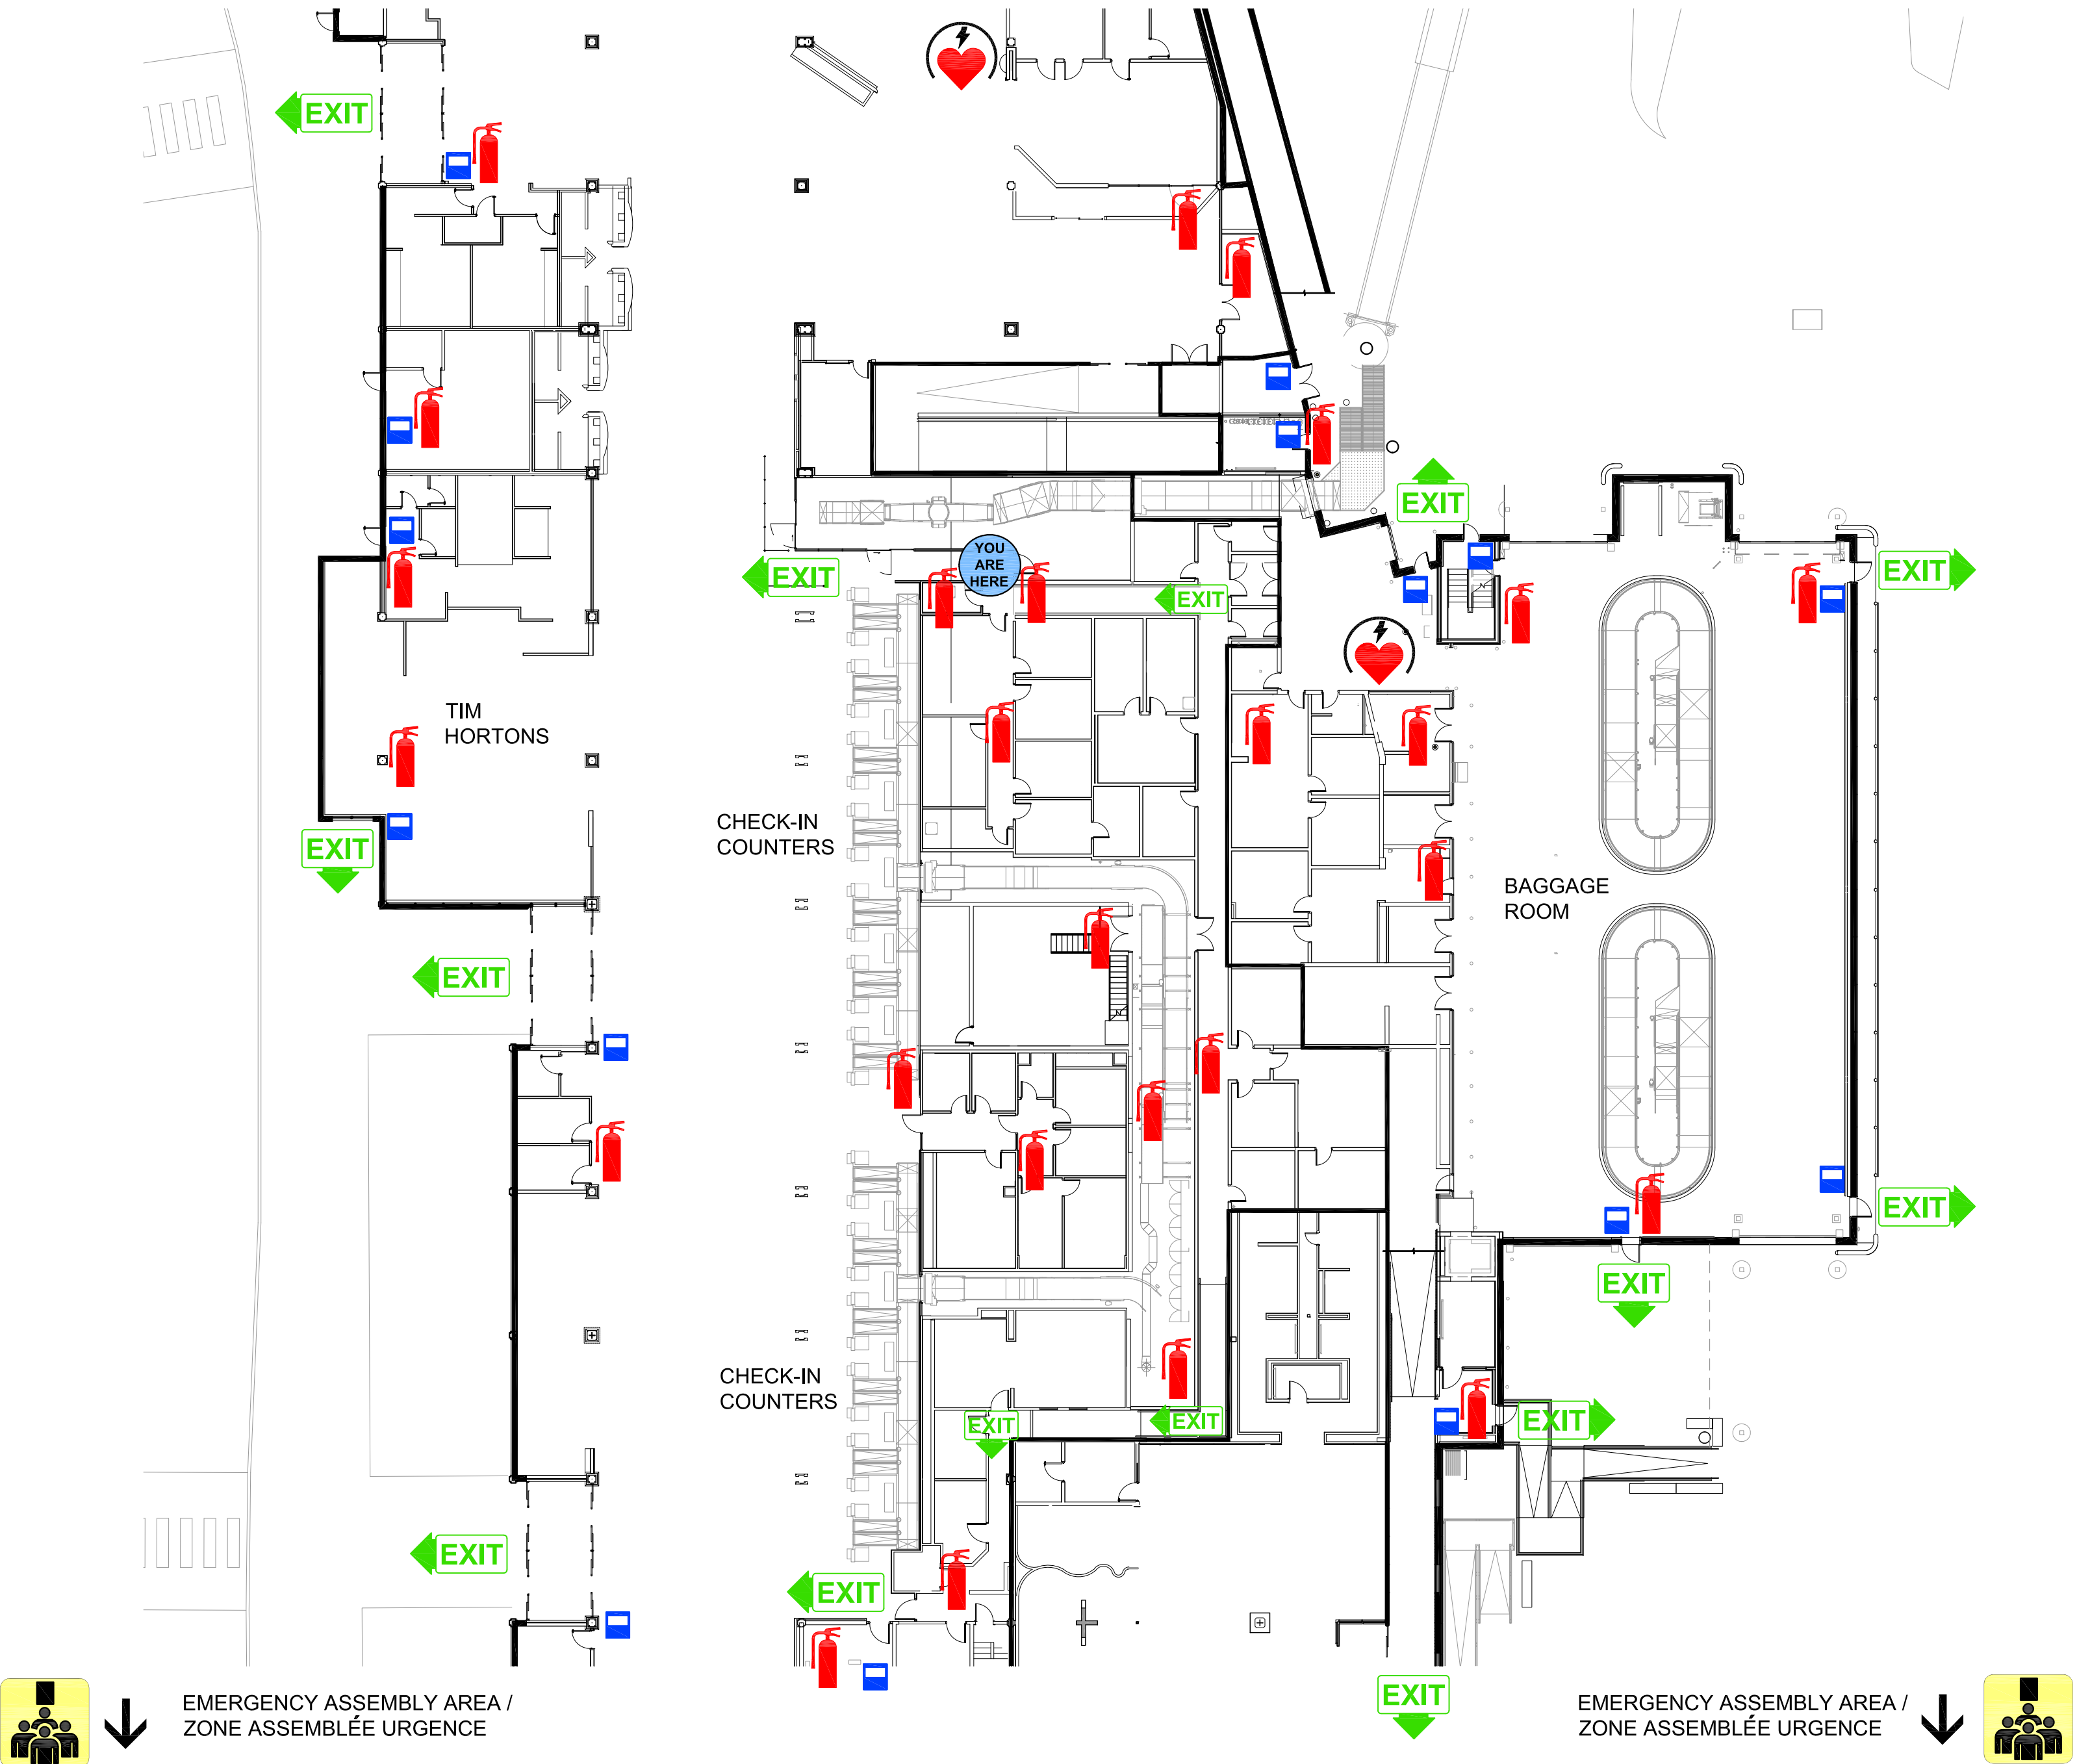 EXIT
EXIT
YOU
ARE
HERE
EXIT
EXIT
EXIT
TIM
HORTONS
CHECK-IN
COUNTERS
EXIT
BAGGAGE
ROOM
EXIT
EXIT
EXIT
CHECK-IN
COUNTERS
EXIT
EXIT
EXIT
EXIT
EXIT
EXIT
EMERGENCY ASSEMBLY AREA /
ZONE ASSEMBLÉE URGENCE
EXIT
EMERGENCY ASSEMBLY AREA /
ZONE ASSEMBLÉE URGENCE